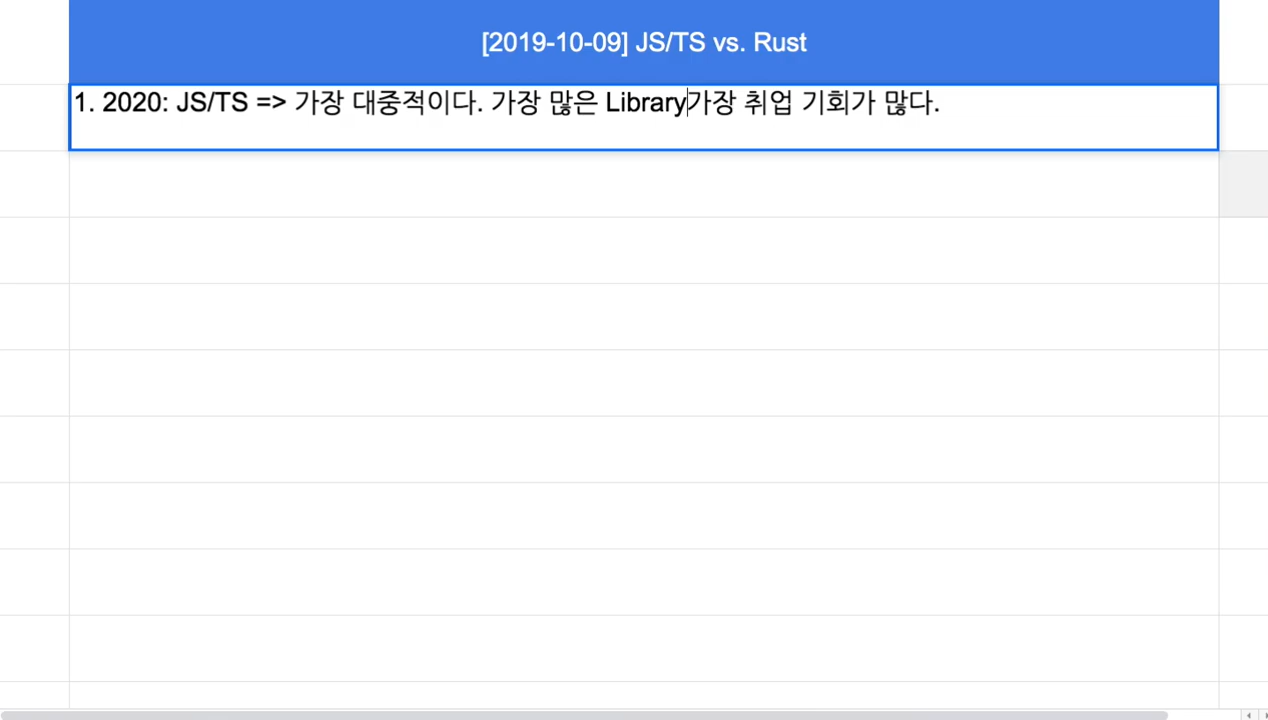 [2019-10-09] JS/TS vs. Rust
1. 2020: JS/TS => 가장 대중적이다. 가장 많은 Library가장 취업 기회가 많다.